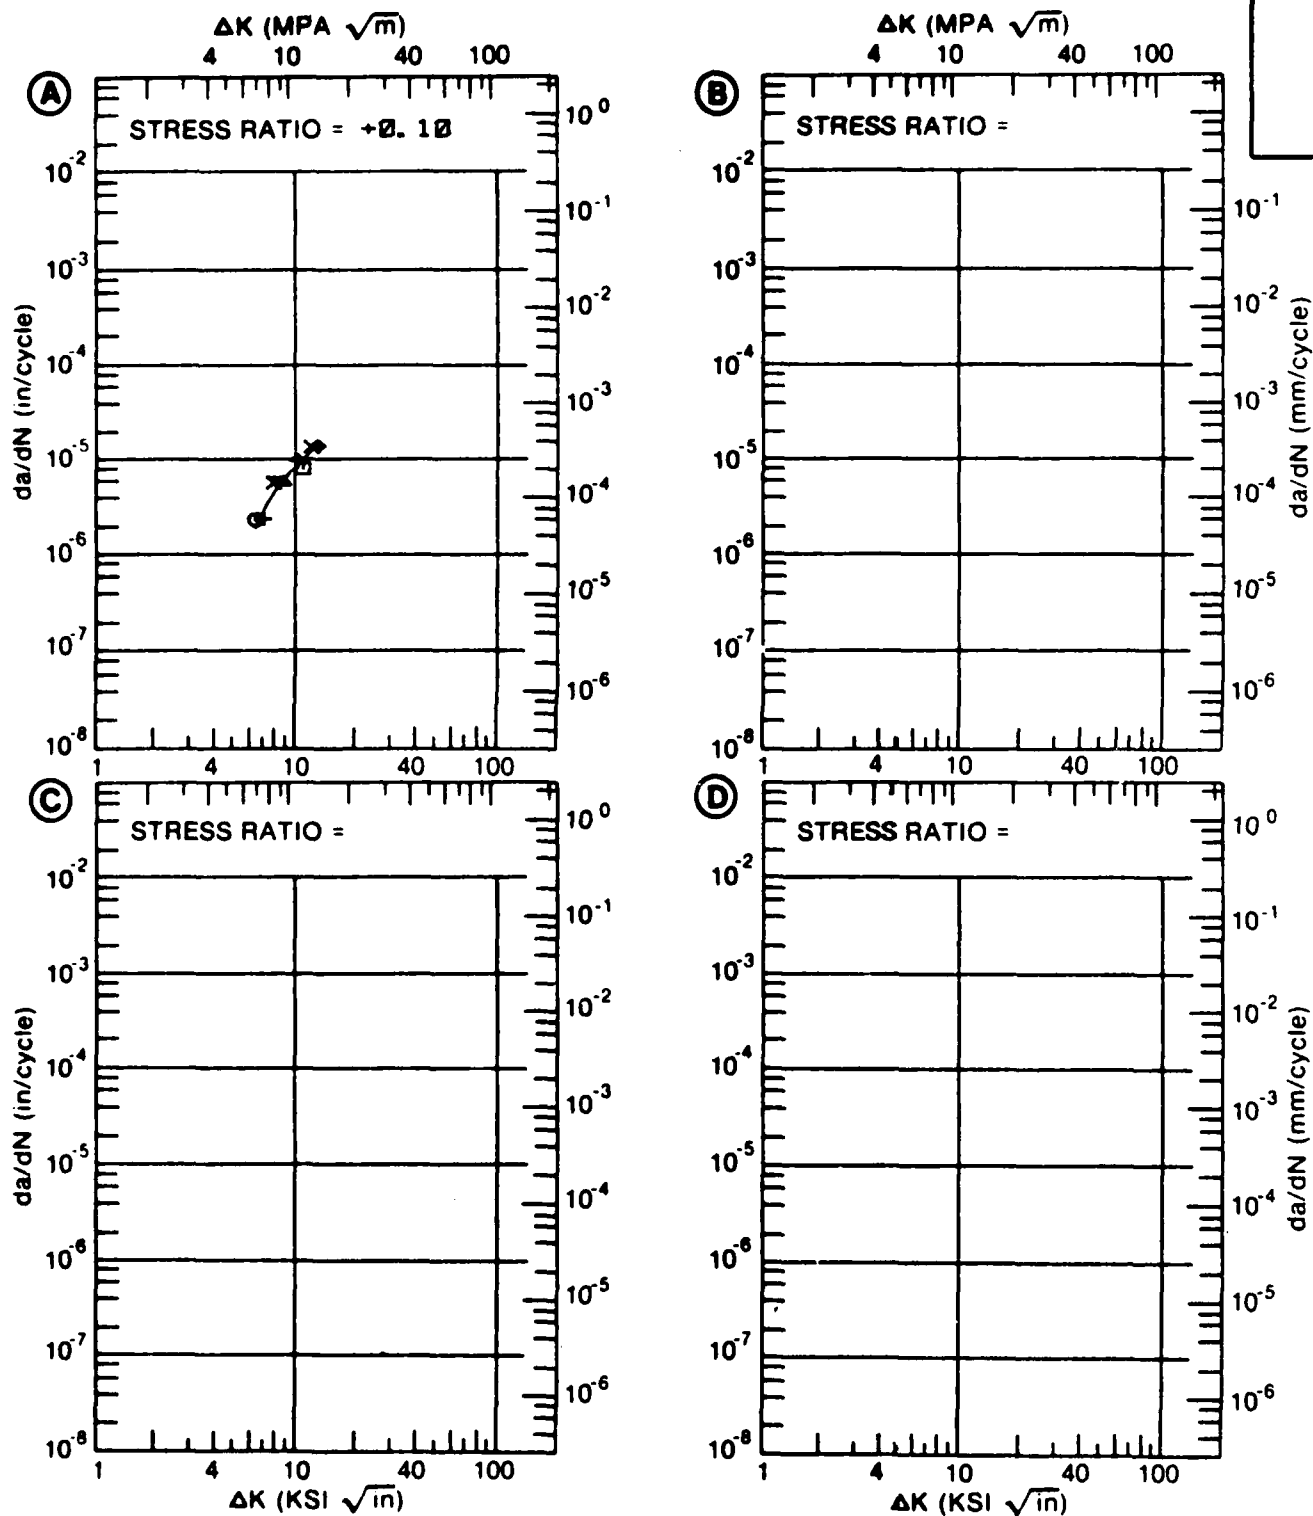 ΔK (MPA √m)
4 10 40 100
A
STRESS RATIO = +0.10
10^0
10^-2
10^-1
10^-3
10^-2
10^-4
10^-3
10^-5
10^-4
10^-6
10^-5
10^-7
10^-6
10^-8
1 4 10 40 100
da/dN (in/cycle)
ΔK (MPA √m)
4 10 40 100
B
STRESS RATIO =
10^-2
10^-1
10^-3
10^-2
10^-4
10^-3
10^-5
10^-4
10^-6
10^-5
10^-7
10^-6
10^-8
1 4 10 40 100
da/dN (mm/cycle)
C
STRESS RATIO =
10^0
10^-2
10^-1
10^-3
10^-2
10^-4
10^-3
10^-5
10^-4
10^-6
10^-5
10^-7
10^-6
10^-8
1 4 10 40 100
da/dN (in/cycle)
ΔK (KSI √in)
D
STRESS RATIO =
10^0
10^-2
10^-1
10^-3
10^-2
10^-4
10^-3
10^-5
10^-4
10^-6
10^-5
10^-7
10^-6
10^-8
1 4 10 40 100
da/dN (mm/cycle)
ΔK (KSI √in)